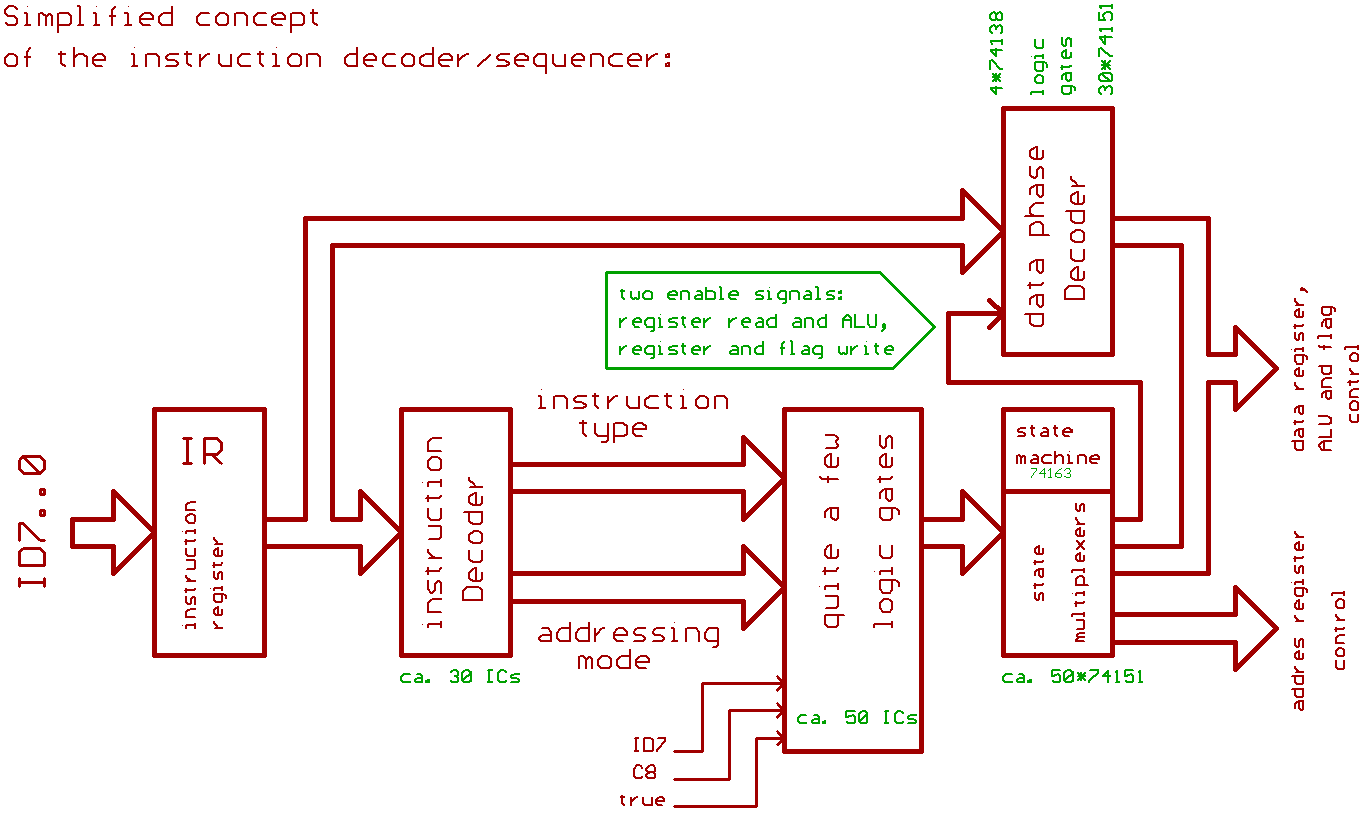 Simplified concept
of the instruction decoder/sequencer:
4*74138
logic
gates
30*74151
data phase
Decoder
two enable signals:
register read and ALU,
register and flag write
data register,
ALU and flag
control
ID7..0
IR
instruction
register
instruction
Decoder
ca. 30 ICs
instruction
type
addressing
mode
quite a few
logic gates
ca. 50 ICs
ID7
C8
true
state
machine
74163
state
multiplexers
ca. 50*74151
addres register
control